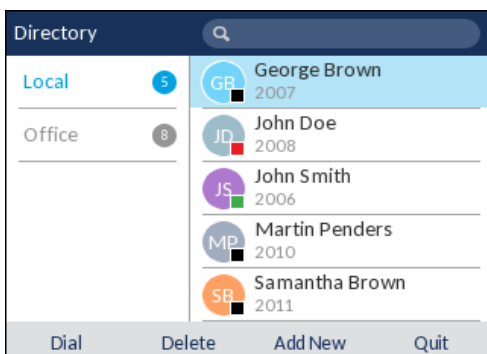 Directory
Local 5
Office 8
GB George Brown
2007
JD John Doe
2008
JS John Smith
2006
MP Martin Penders
2010
SB Samantha Brown
2011
Dial Delete Add New Quit